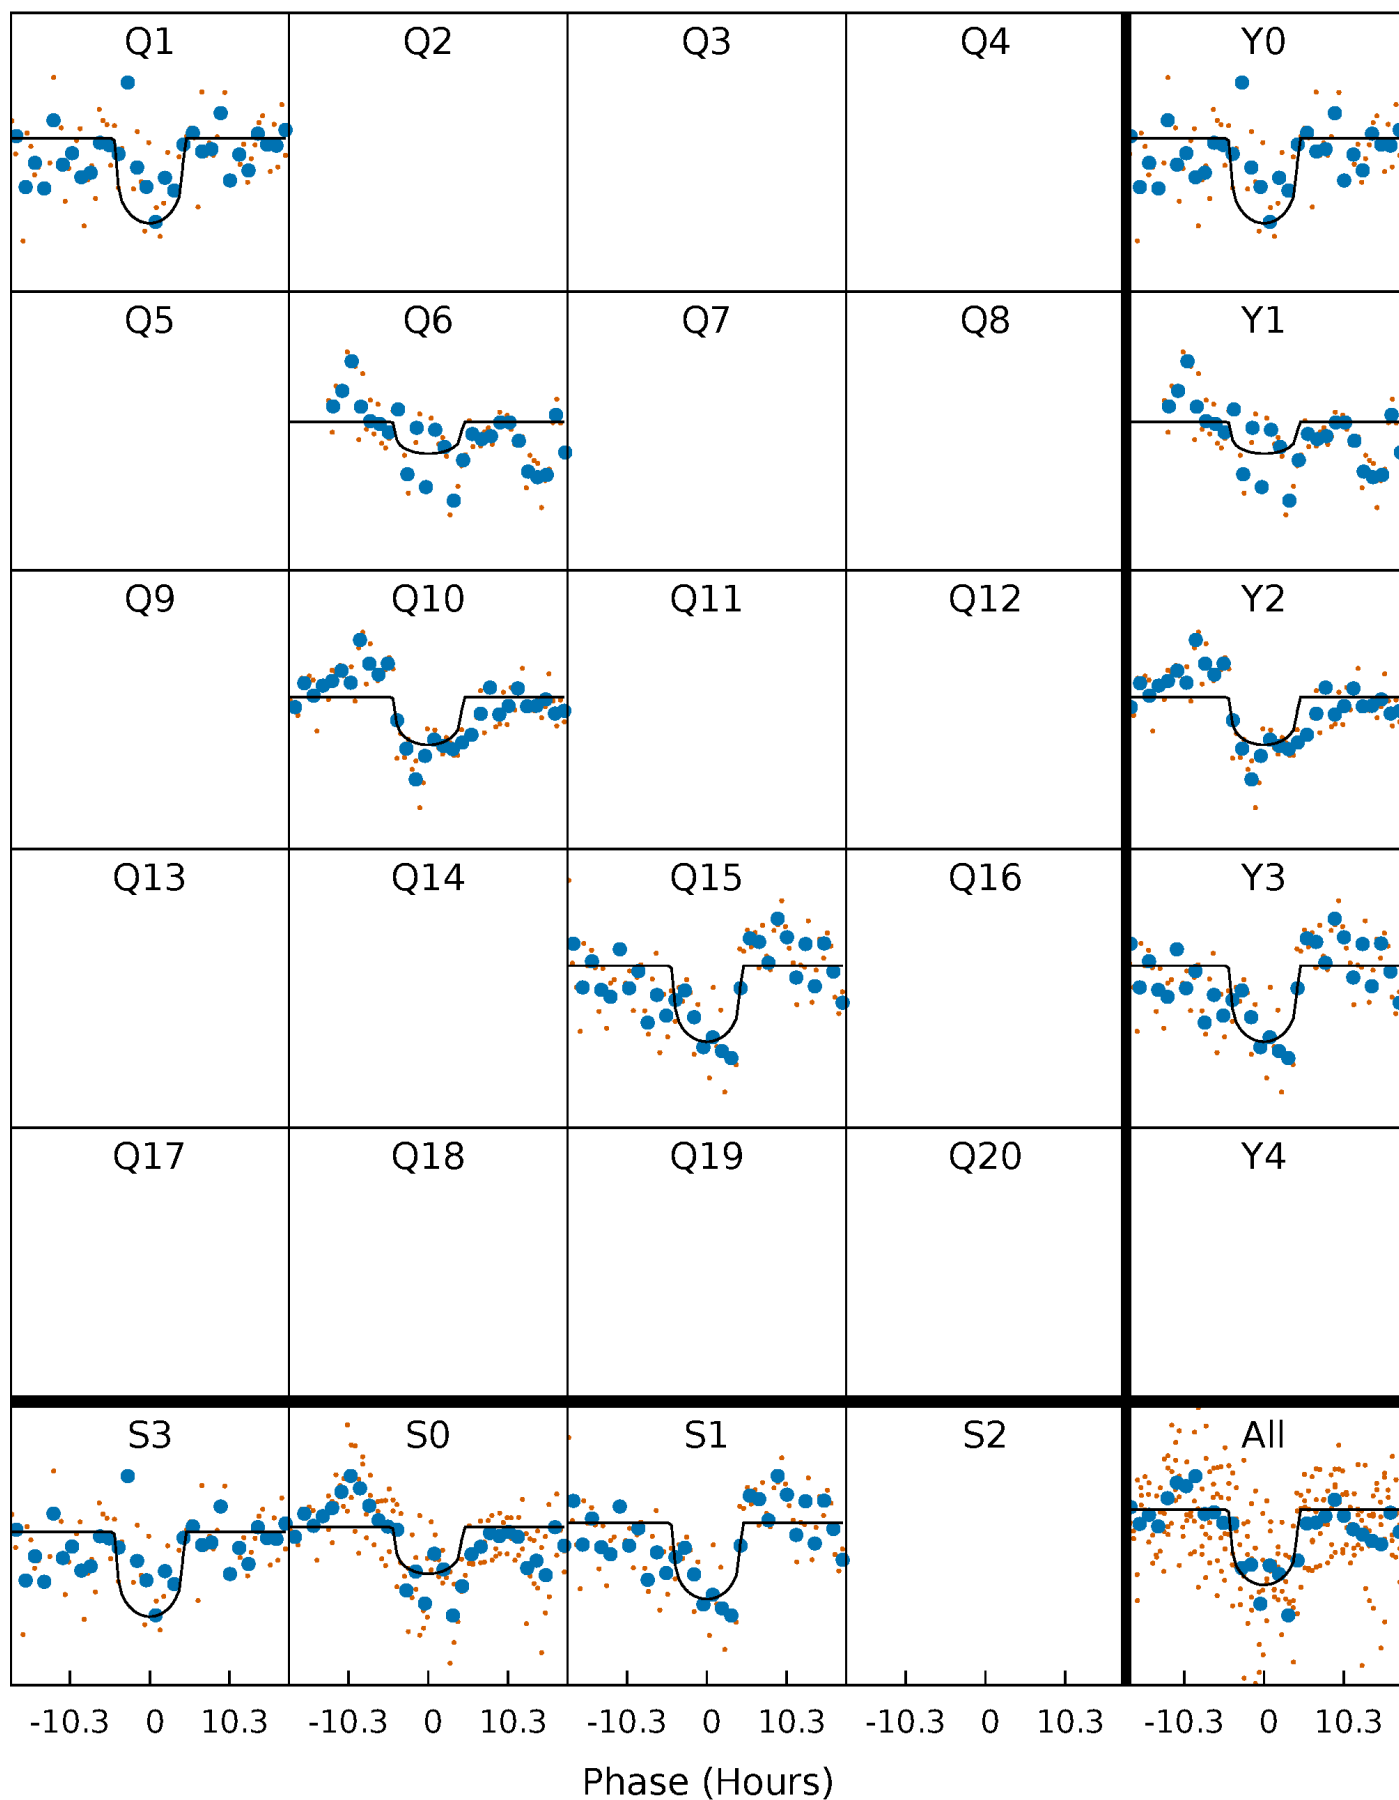 Q1 Q2 Q3 Q4 Y0
Q5 Q6 Q7 Q8 Y1
Q9 Q10 Q11 Q12 Y2
Q13 Q14 Q15 Q16 Y3
Q17 Q18 Q19 Q20 Y4
S3 S0 S1 S2 All
-10.3 0 10.3 -10.3 0 10.3 -10.3 0 10.3 -10.3 0 10.3 -10.3 0 10.3
Phase (Hours)